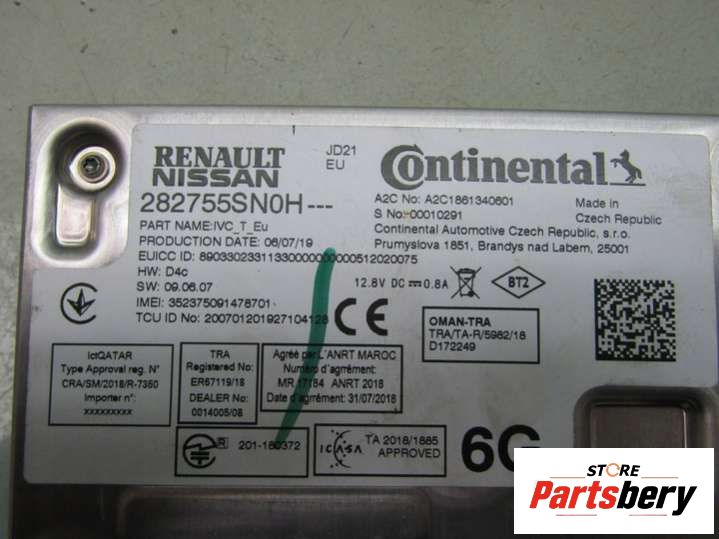 RENAULT
NISSAN
JD21
EU
Continental
282755SN0H---
PART NAME:IVC_T_Eu
PRODUCTION DATE: 06/07/19
EUICC ID: 89033023311330000000000512020075
HW: D4c
SW: 09.06.07
IMEI: 352375091478701
TCU ID No: 200701201927104128
A2C No: A2C1861340601
S No:-00010291
Continental Automotive Czech Republic, s.r.o.
Prumyslova 1851, Brandys nad Labem, 25001
Made in
Czech Republic
12.8V DC 0.8A
BT2
CE
OMAN-TRA
TRA/TA-R/5962/18
D172249
ictQATAR
Type Approval reg. N°
CRA/SM/2018/R-7360
Importer n°:
xxxxxxxxx
TRA
Registered No:
ER67119/18
DEALER No:
0014005/08
Agréé par L'ANRT MAROC
Numéro d'agrément:
MR 17184 ANRT 2018
Date d'agrrément: 31/07/2018
R
201-180372
ICASA
TA 2018/1885
APPROVED
6G
STORE
Partsbery